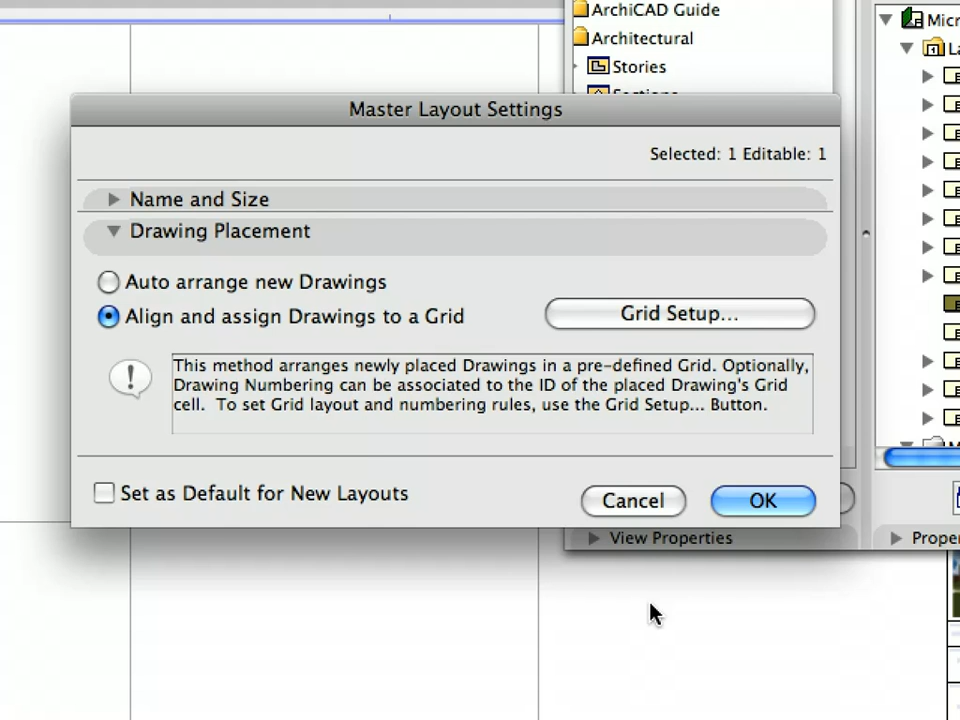 ArchiCAD Guide
Architectural
Stories
Micr
La
Master Layout Settings
Selected: 1 Editable: 1
Name and Size
Drawing Placement
Auto arrange new Drawings
Align and assign Drawings to a Grid
Grid Setup...
This method arranges newly placed Drawings in a pre-defined Grid. Optionally,
Drawing Numbering can be associated to the ID of the placed Drawing's Grid
cell.  To set Grid layout and numbering rules, use the Grid Setup... Button.
Set as Default for New Layouts
Cancel
OK
View Properties
Proper